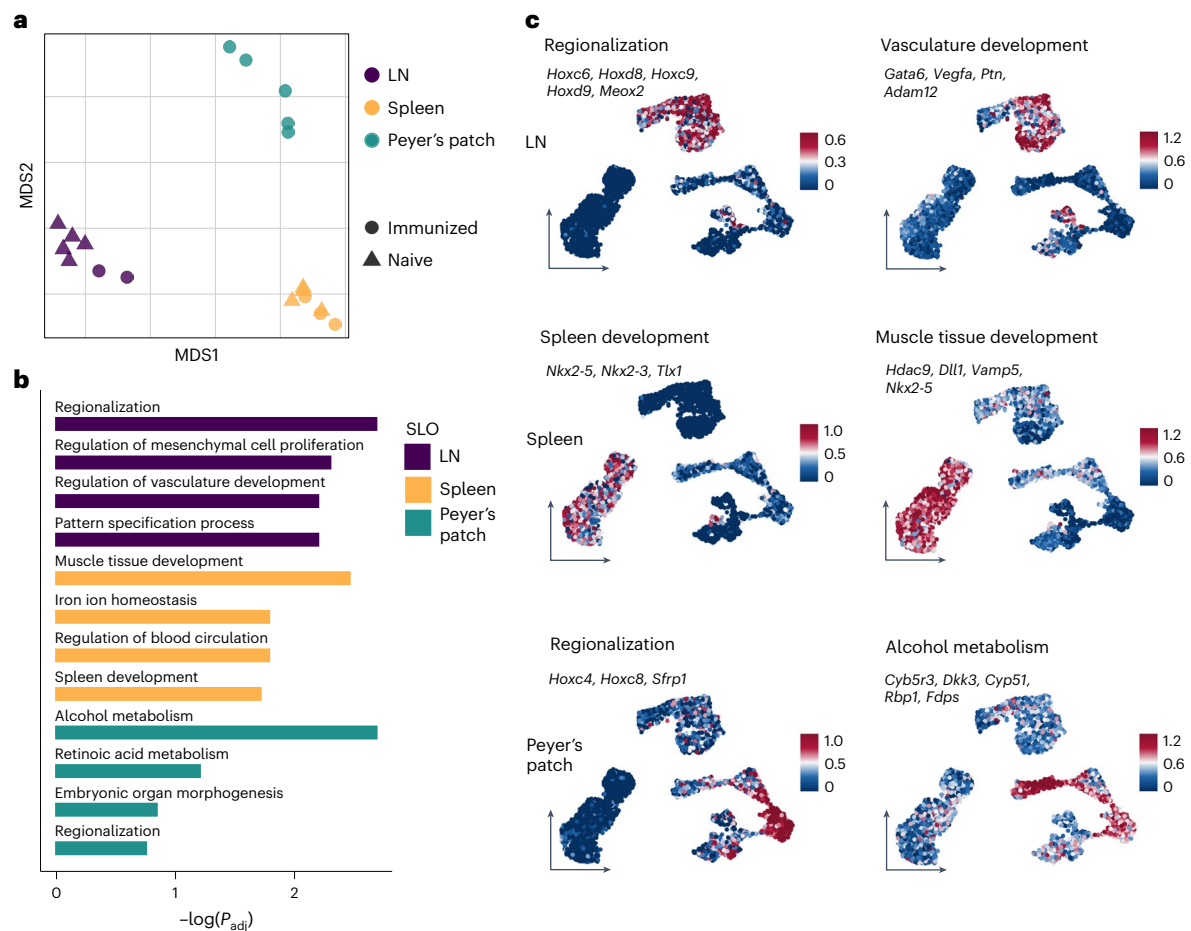 a
LN
Spleen
Peyer's patch
Immunized
Naive
MDS2
MDS1
b
Regionalization
Regulation of mesenchymal cell proliferation
Regulation of vasculature development
Pattern specification process
Muscle tissue development
Iron ion homeostasis
Regulation of blood circulation
Spleen development
Alcohol metabolism
Retinoic acid metabolism
Embryonic organ morphogenesis
Regionalization
0 1 2
–log(Padj)
SLO
LN
Spleen
Peyer's
patch
c
Regionalization
Hoxc6, Hoxd8, Hoxc9,
Hoxd9, Meox2
LN
0.6
0.3
0
Vasculature development
Gata6, Vegfa, Ptn,
Adam12
1.2
0.6
0
Spleen development
Nkx2-5, Nkx2-3, Tlx1
Spleen
1.0
0.5
0
Muscle tissue development
Hdac9, Dll1, Vamp5,
Nkx2-5
1.2
0.6
0
Regionalization
Hoxc4, Hoxc8, Sfrp1
Peyer's
patch
1.0
0.5
0
Alcohol metabolism
Cyb5r3, Dkk3, Cyp51,
Rbp1, Fdps
1.2
0.6
0